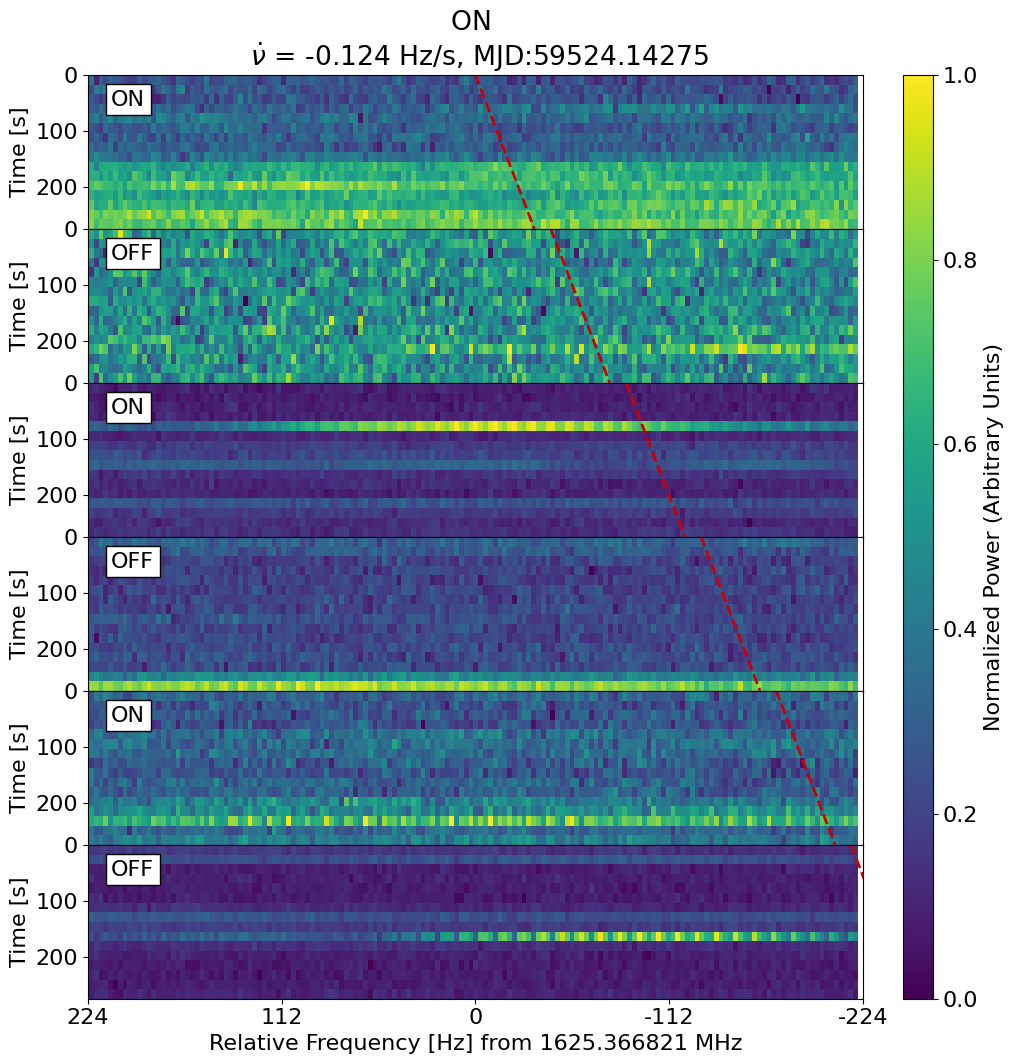 ON
ν̇ = -0.124 Hz/s, MJD:59524.14275
0
100
200
Time [s]
ON
0
100
200
Time [s]
OFF
0
100
200
Time [s]
ON
0
100
200
Time [s]
OFF
0
100
200
Time [s]
ON
0
100
200
Time [s]
OFF
224 112 0 -112 -224
Relative Frequency [Hz] from 1625.366821 MHz
1.0
0.8
0.6
0.4
0.2
0.0
Normalized Power (Arbitrary Units)